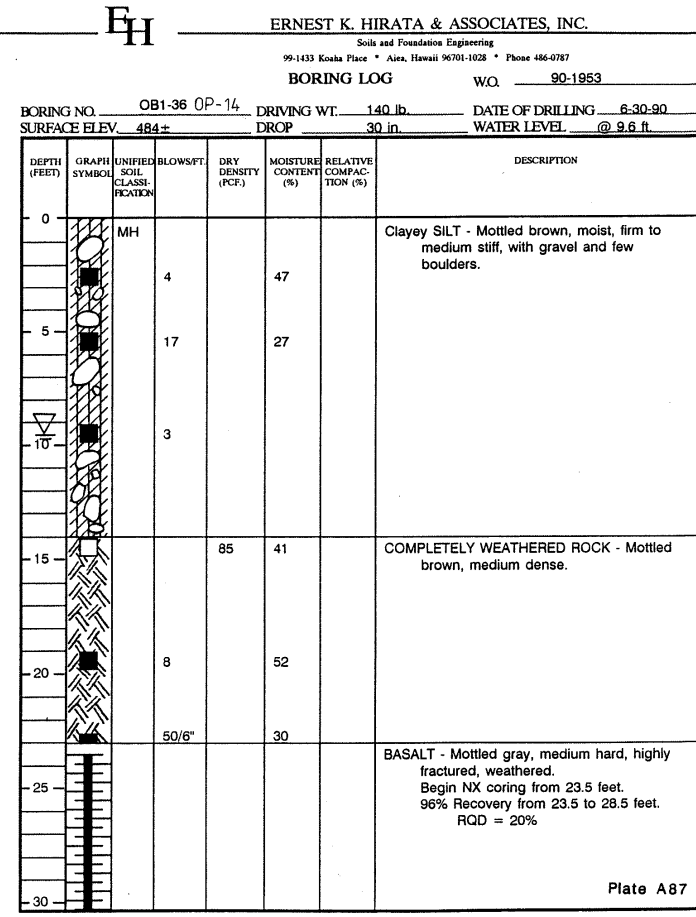 EH
ERNEST K. HIRATA & ASSOCIATES, INC.
Soils and Foundation Engineering
99-1433 Koaha Place * Aiea, Hawaii 96701-1028 * Phone 486-0787
BORING LOG
W.O. 90-1953
BORING NO. OB1-36 OP-14 DRIVING WT. 140 lb. DATE OF DRILLING 6-30-90
SURFACE ELEV. 484± DROP 30 in. WATER LEVEL @ 9.6 ft.
DEPTH (FEET)
GRAPH SYMBOL
UNIFIED SOIL CLASSI-FICATION
BLOWS/FT.
DRY DENSITY (PCF.)
MOISTURE CONTENT (%)
RELATIVE COMPAC-TION (%)
DESCRIPTION
0
MH
Clayey SILT - Mottled brown, moist, firm to
medium stiff, with gravel and few
boulders.
4 47
5
17 27
3
10
15 85 41
COMPLETELY WEATHERED ROCK - Mottled
brown, medium dense.
8 52
20
50/6" 30
BASALT - Mottled gray, medium hard, highly
fractured, weathered.
Begin NX coring from 23.5 feet.
25
96% Recovery from 23.5 to 28.5 feet.
RQD = 20%
Plate A87
30